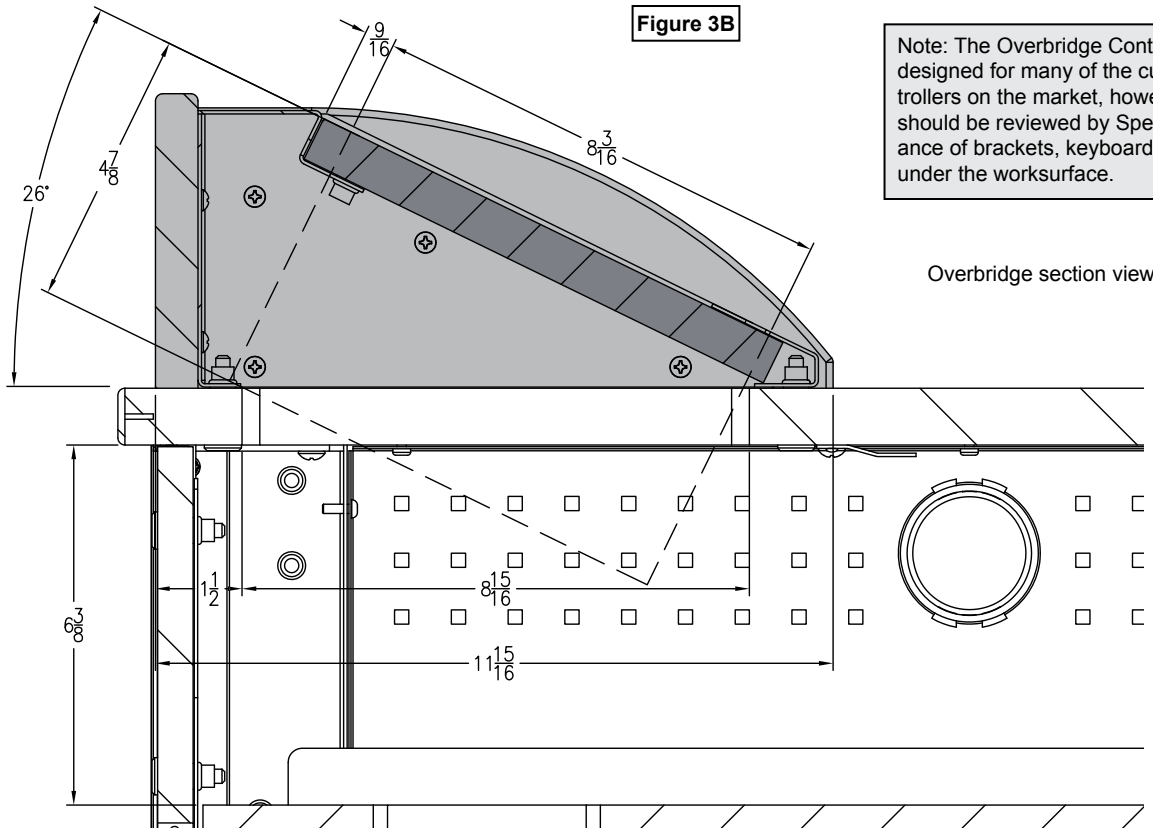 Figure 3B
Note: The Overbridge Cont
designed for many of the cu
trollers on the market, howe
should be reviewed by Spe
ance of brackets, keyboard
under the worksurface.
Overbridge section view
9/16
8 3/16
4 7/8
26°
1 1/2
8 15/16
6 3/8
11 15/16